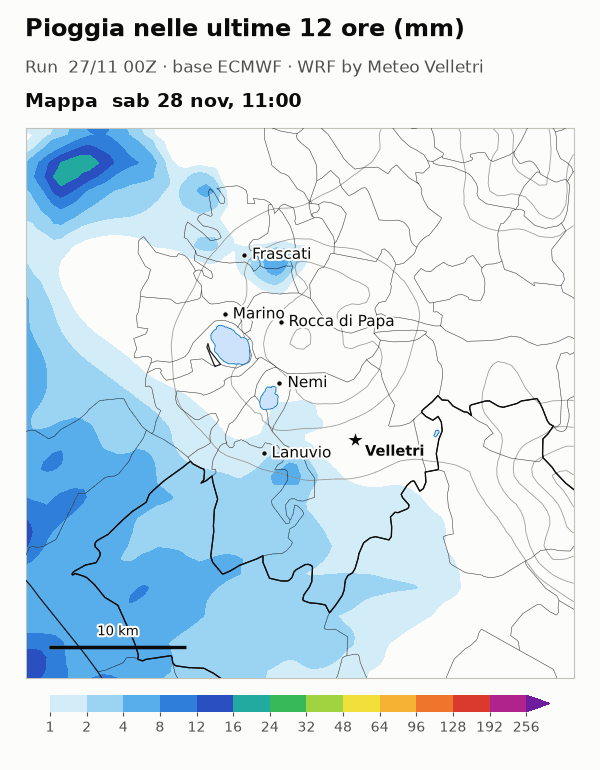 Pioggia nelle ultime 12 ore (mm)
Run  27/11 00Z · base ECMWF · WRF by Meteo Velletri
Mappa  sab 28 nov, 11:00
Frascati
Marino
Rocca di Papa
Nemi
Velletri
Lanuvio
10 km
1 2 4 8 12 16 24 32 48 64 96 128 192 256